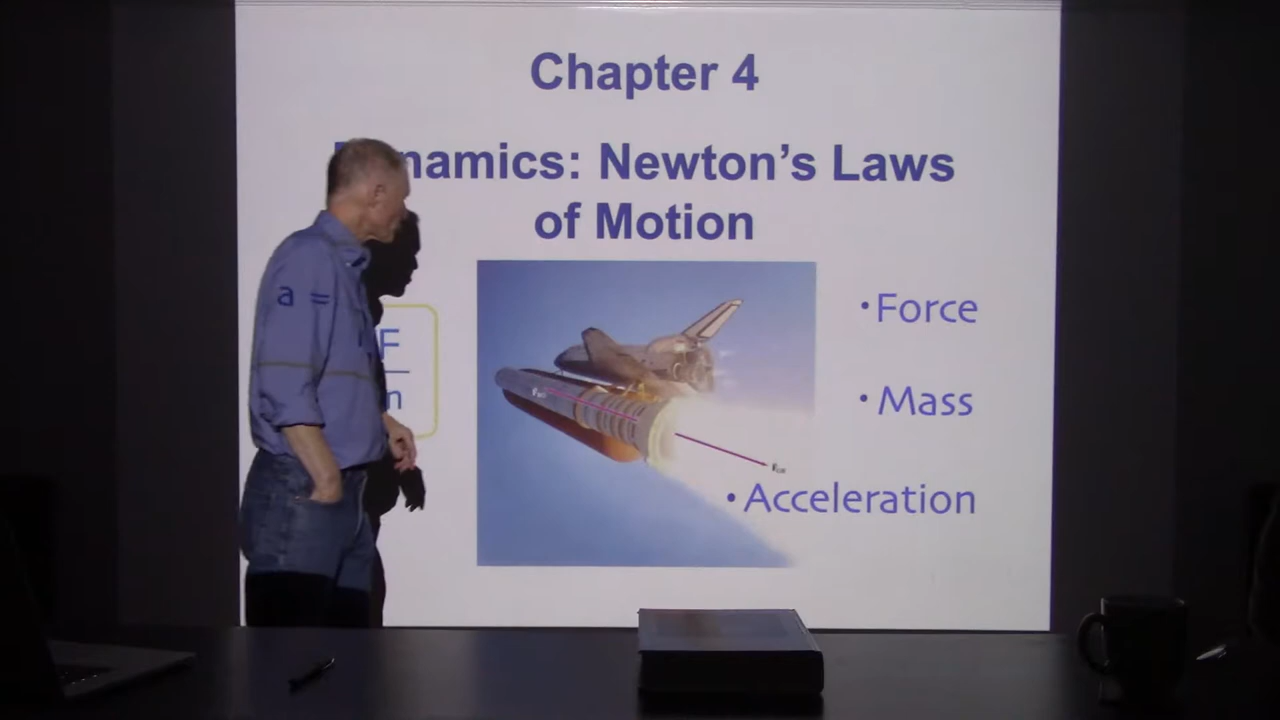 Chapter 4
namics: Newton's Laws
of Motion
a =
F
•Force
•Mass
•Acceleration